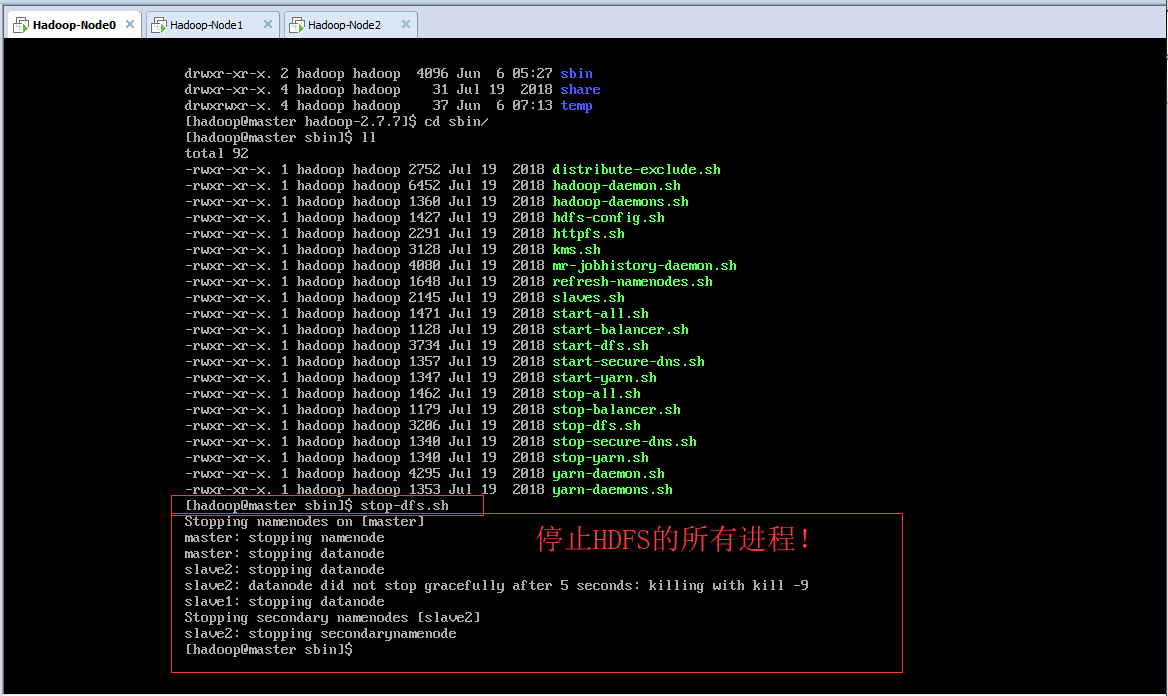 Hadoop-Node0 Hadoop-Node1 Hadoop-Node2
drwxr-xr-x. 2 hadoop hadoop  4096 Jun  6 05:27 sbin
drwxr-xr-x. 4 hadoop hadoop    31 Jul 19  2018 share
drwxrwxr-x. 4 hadoop hadoop    37 Jun  6 07:13 temp
[hadoop@master hadoop-2.7.7]$ cd sbin/
[hadoop@master sbin]$ ll
total 92
-rwxr-xr-x. 1 hadoop hadoop 2752 Jul 19  2018 distribute-exclude.sh
-rwxr-xr-x. 1 hadoop hadoop 6452 Jul 19  2018 hadoop-daemon.sh
-rwxr-xr-x. 1 hadoop hadoop 1360 Jul 19  2018 hadoop-daemons.sh
-rwxr-xr-x. 1 hadoop hadoop 1427 Jul 19  2018 hdfs-config.sh
-rwxr-xr-x. 1 hadoop hadoop 2291 Jul 19  2018 httpfs.sh
-rwxr-xr-x. 1 hadoop hadoop 3128 Jul 19  2018 kms.sh
-rwxr-xr-x. 1 hadoop hadoop 4080 Jul 19  2018 mr-jobhistory-daemon.sh
-rwxr-xr-x. 1 hadoop hadoop 1648 Jul 19  2018 refresh-namenodes.sh
-rwxr-xr-x. 1 hadoop hadoop 2145 Jul 19  2018 slaves.sh
-rwxr-xr-x. 1 hadoop hadoop 1471 Jul 19  2018 start-all.sh
-rwxr-xr-x. 1 hadoop hadoop 1128 Jul 19  2018 start-balancer.sh
-rwxr-xr-x. 1 hadoop hadoop 3734 Jul 19  2018 start-dfs.sh
-rwxr-xr-x. 1 hadoop hadoop 1357 Jul 19  2018 start-secure-dns.sh
-rwxr-xr-x. 1 hadoop hadoop 1347 Jul 19  2018 start-yarn.sh
-rwxr-xr-x. 1 hadoop hadoop 1462 Jul 19  2018 stop-all.sh
-rwxr-xr-x. 1 hadoop hadoop 1179 Jul 19  2018 stop-balancer.sh
-rwxr-xr-x. 1 hadoop hadoop 3206 Jul 19  2018 stop-dfs.sh
-rwxr-xr-x. 1 hadoop hadoop 1340 Jul 19  2018 stop-secure-dns.sh
-rwxr-xr-x. 1 hadoop hadoop 1340 Jul 19  2018 stop-yarn.sh
-rwxr-xr-x. 1 hadoop hadoop 4295 Jul 19  2018 yarn-daemon.sh
-rwxr-xr-x. 1 hadoop hadoop 1353 Jul 19  2018 yarn-daemons.sh
[hadoop@master sbin]$ stop-dfs.sh
Stopping namenodes on [master]
master: stopping namenode
停止HDFS的所有进程！
master: stopping datanode
slave2: stopping datanode
slave2: datanode did not stop gracefully after 5 seconds: killing with kill -9
slave1: stopping datanode
Stopping secondary namenodes [slave2]
slave2: stopping secondarynamenode
[hadoop@master sbin]$